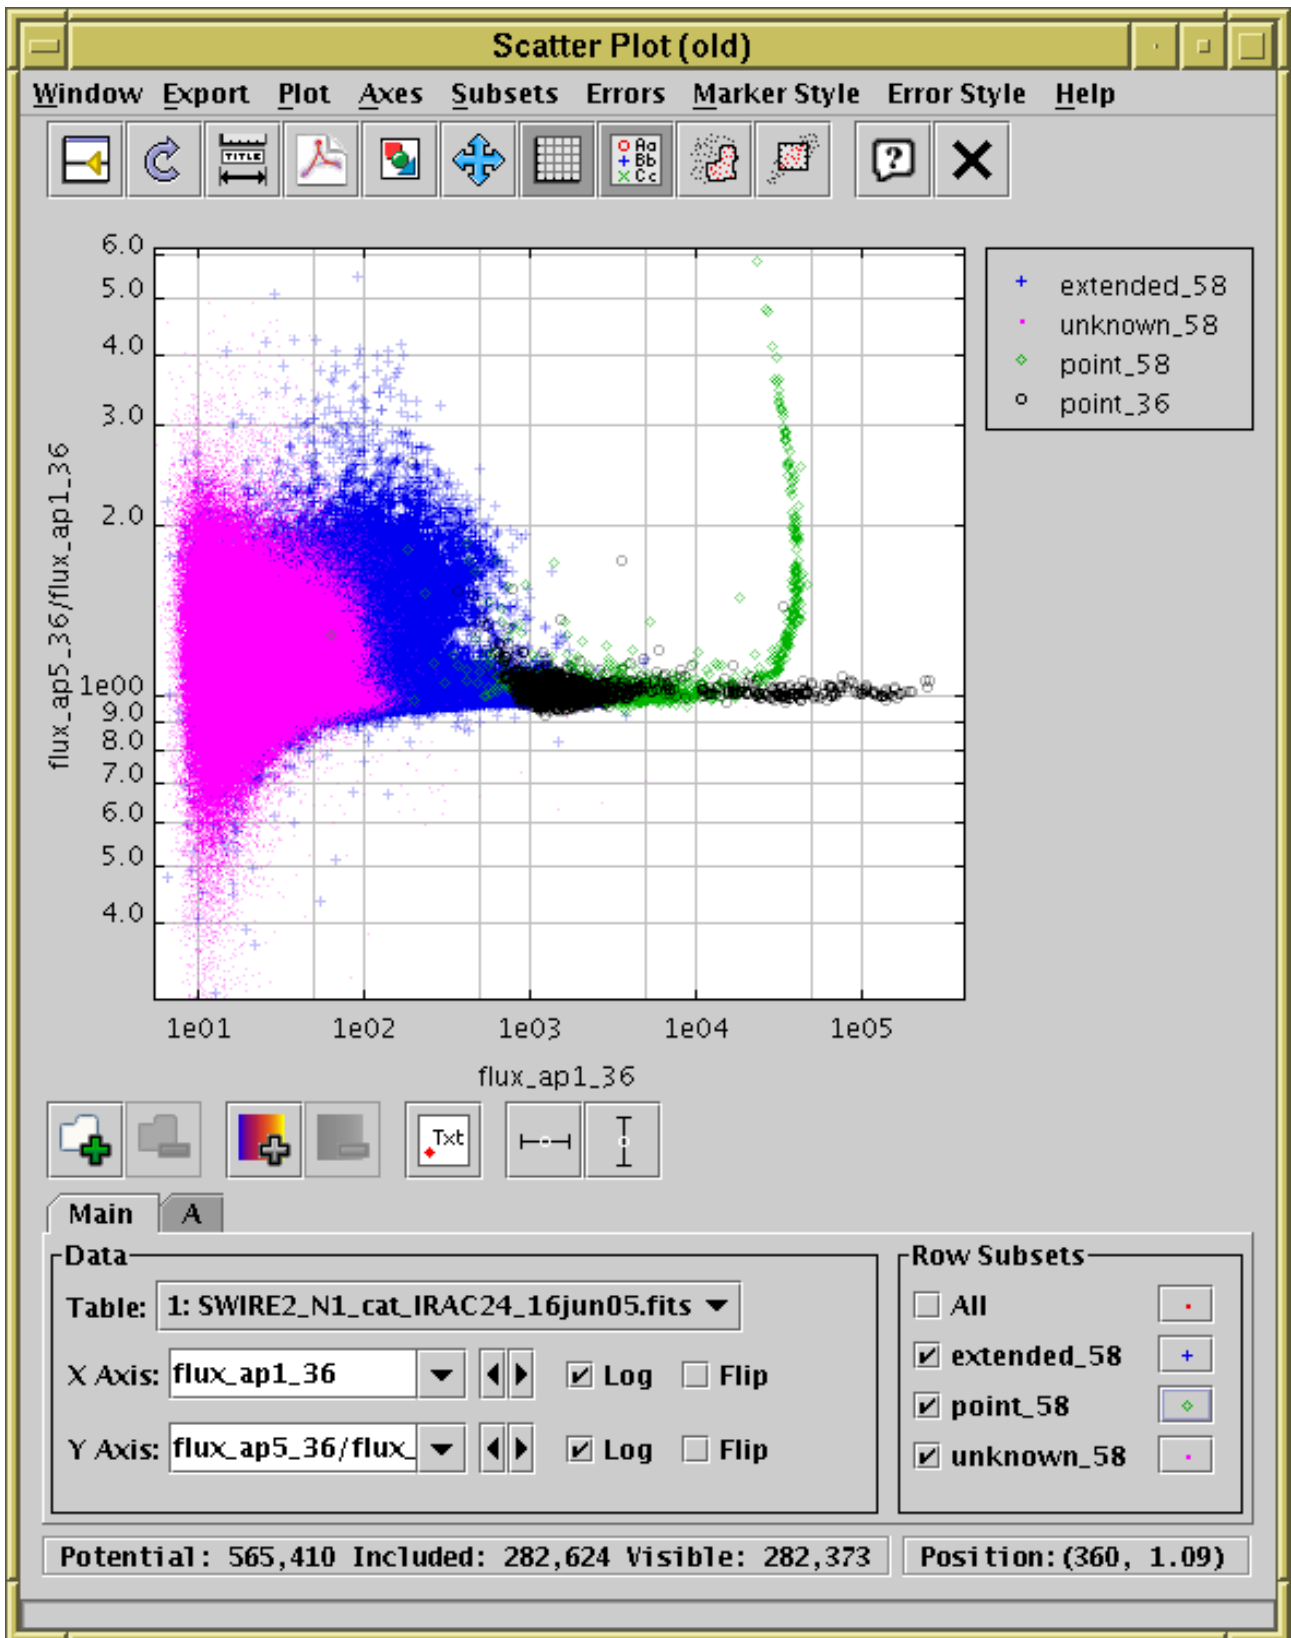 Scatter Plot (old)
Window Export Plot Axes Subsets Errors Marker Style Error Style Help
TITLE
Aa
Bb
Cc
?
6.0
5.0
4.0
3.0
2.0
1e00
9.0
8.0
7.0
6.0
5.0
4.0
flux_ap5_36/flux_ap1_36
1e01 1e02 1e03 1e04 1e05
flux_ap1_36
extended_58
unknown_58
point_58
point_36
Txt
Main A
Data
Table: 1: SWIRE2_N1_cat_IRAC24_16jun05.fits
X Axis: flux_ap1_36 Log Flip
Y Axis: flux_ap5_36/flux_ Log Flip
Row Subsets
All
extended_58
point_58
unknown_58
Potential: 565,410 Included: 282,624 Visible: 282,373 Position:(360, 1.09)